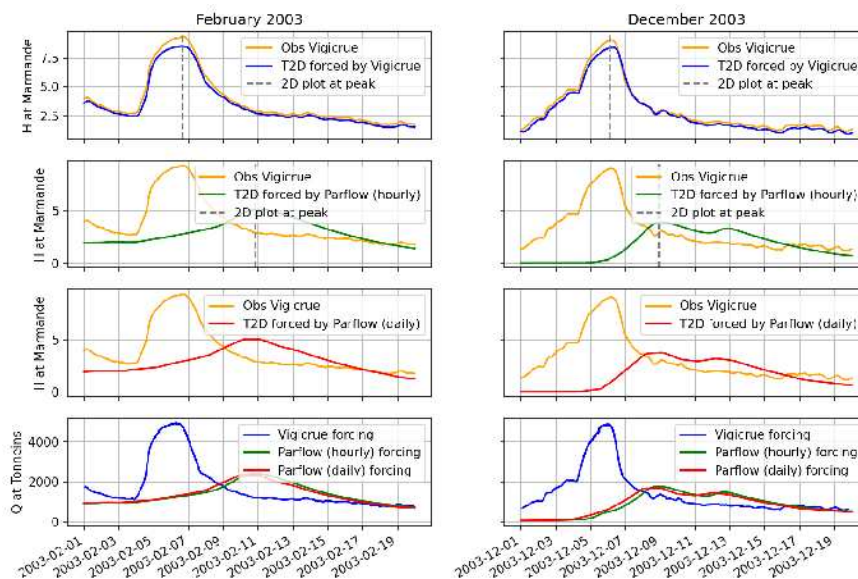 February 2003
December 2003
H at Marmande
7.5
5.0
2.5
Obs Vigicrue
T2D forced by Vigicrue
2D plot at peak
Obs Vigicrue
T2D forced by Vigicrue
2D plot at peak
H at Marmande
5
0
Obs Vigicrue
T2D forced by Parflow (hourly)
2D plot at peak
Obs Vigicrue
T2D forced by Parflow (hourly)
2D plot at peak
H at Marmande
5
0
Obs Vigicrue
T2D forced by Parflow (daily)
Obs Vigicrue
T2D forced by Parflow (daily)
Q at Tonneins
4000
2000
0
Vigicrue forcing
Parflow (hourly) forcing
Parflow (daily) forcing
Vigicrue forcing
Parflow (hourly) forcing
Parflow (daily) forcing
2003-02-01
2003-02-03
2003-02-05
2003-02-07
2003-02-09
2003-02-11
2003-02-13
2003-02-15
2003-02-17
2003-02-19
2003-12-01
2003-12-03
2003-12-05
2003-12-07
2003-12-09
2003-12-11
2003-12-13
2003-12-15
2003-12-17
2003-12-19